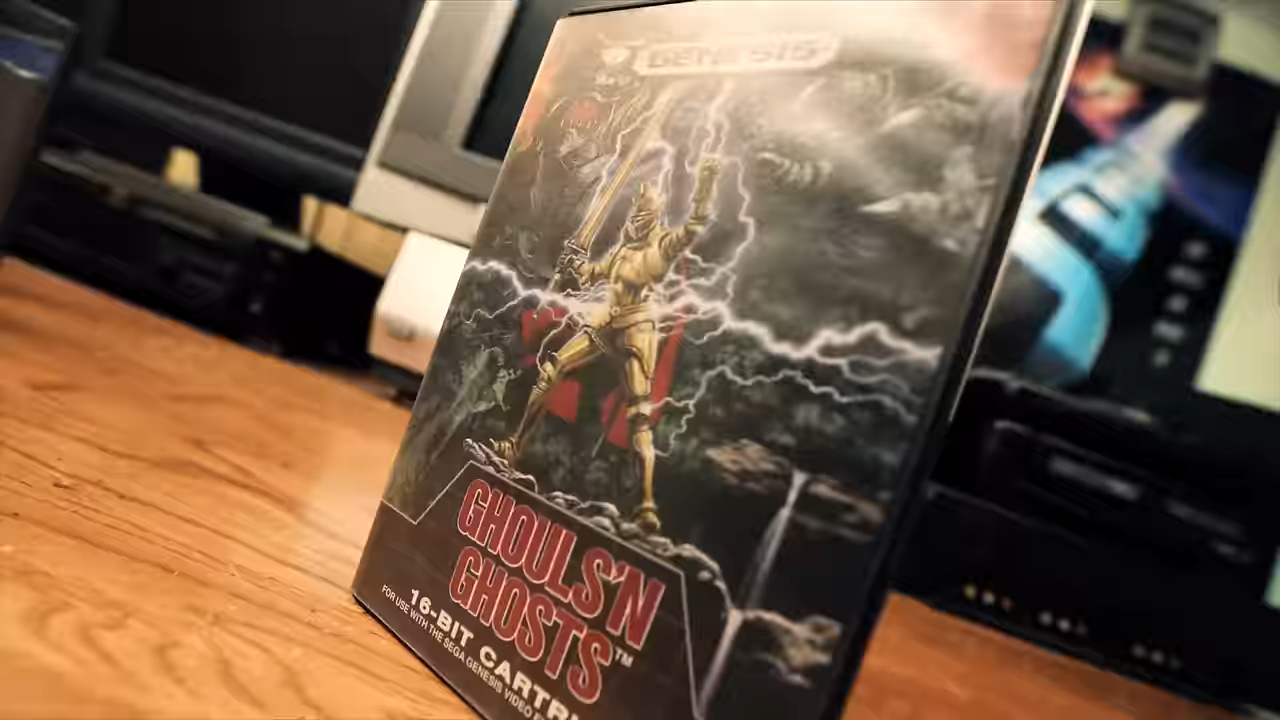 GENESIS
GHOULS'N
GHOSTS™
16-BIT CARTRI
FOR USE WITH THE SEGA GENESIS VIDEO